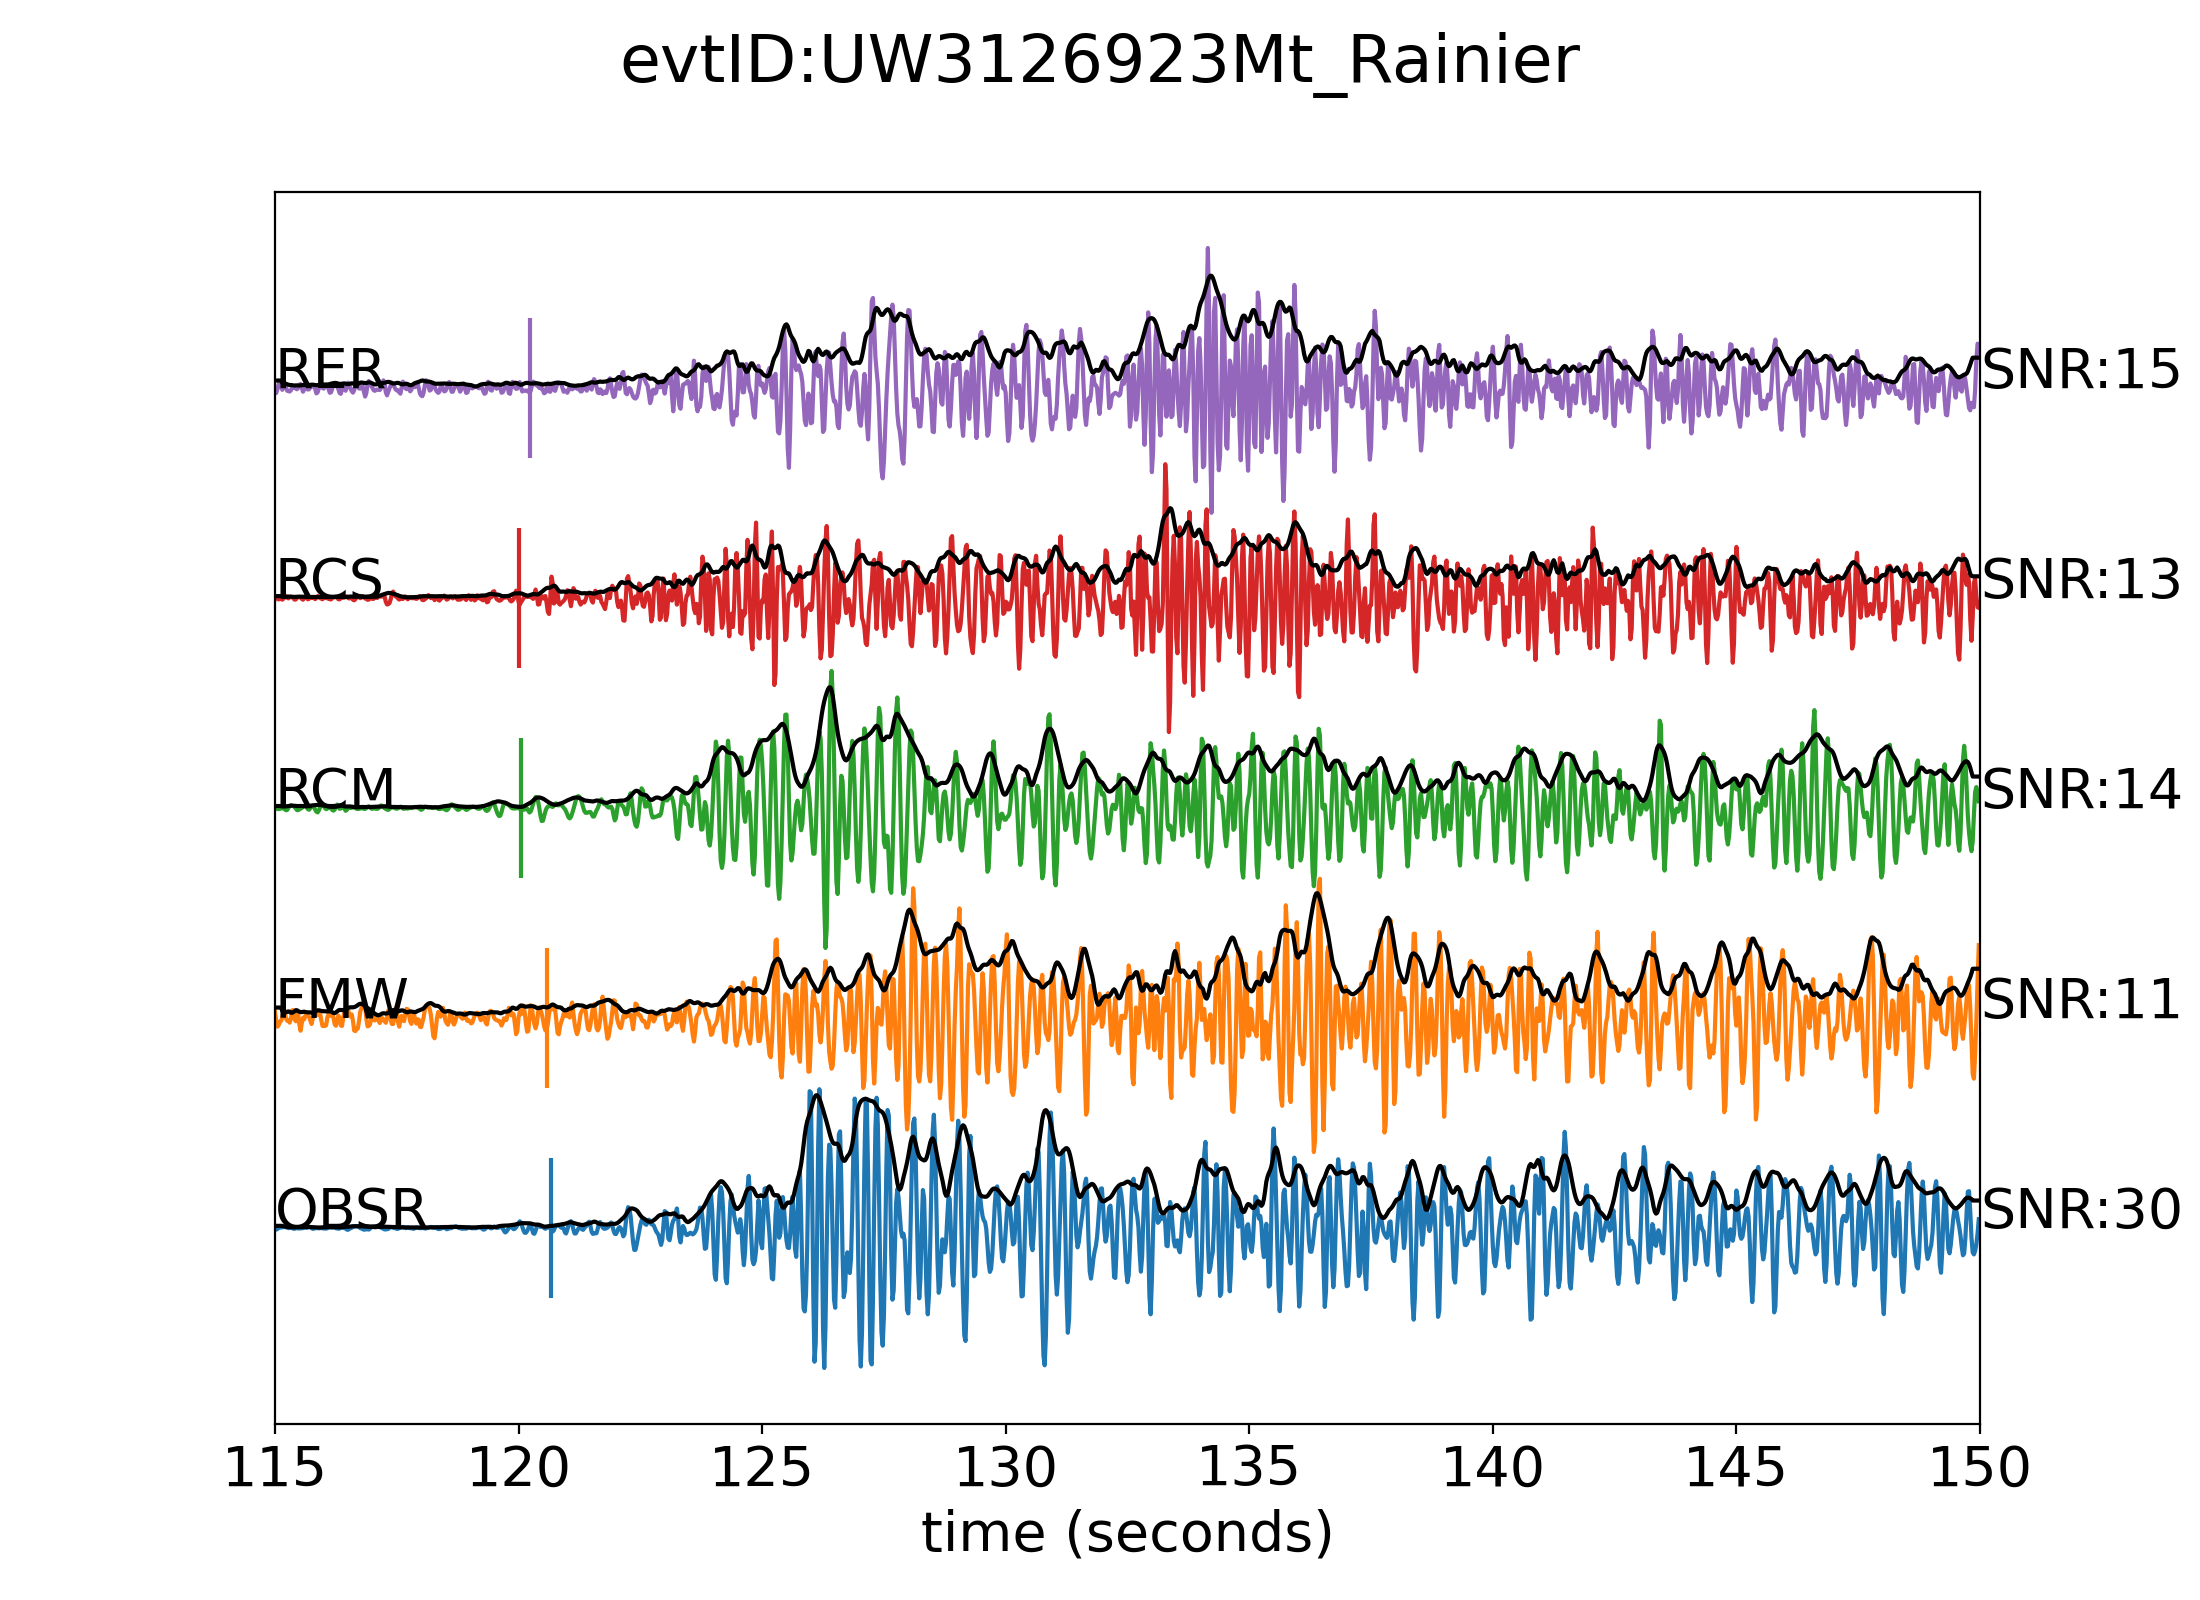 evtID:UW3126923Mt_Rainier
RER SNR:15
RCS SNR:13
RCM SNR:14
FMW SNR:11
OBSR SNR:30
115 120 125 130 135 140 145 150
time (seconds)